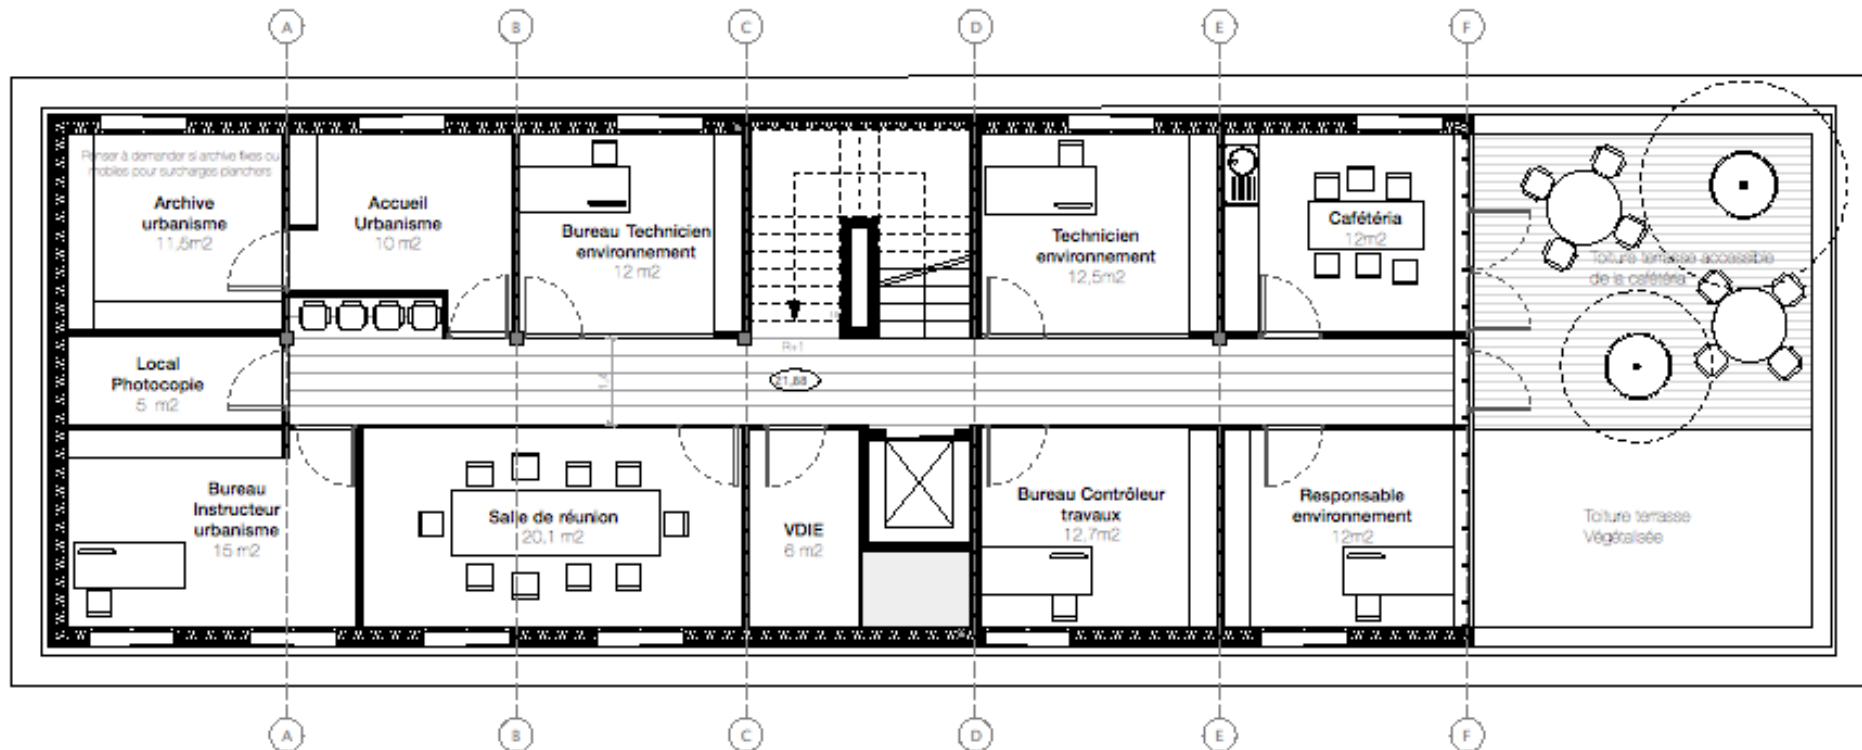 A B C D E F
Penser à demander si archive fixes ou
mobiles pour surcharges planchers
Archive
urbanisme
11,5m2
Accueil
Urbanisme
10 m2
Bureau Technicien
environnement
12 m2
Technicien
environnement
12,5m2
Cafétéria
12m2
Toiture terrasse accessible
de la cafétéria
R+1
21,88
Local
Photocopie
5 m2
Bureau
Instructeur
urbanisme
15 m2
Salle de réunion
20,1 m2
VDIE
6 m2
Bureau Contrôleur
travaux
12,7m2
Responsable
environnement
12m2
Toiture terrasse
Végétalisée
A B C D E F